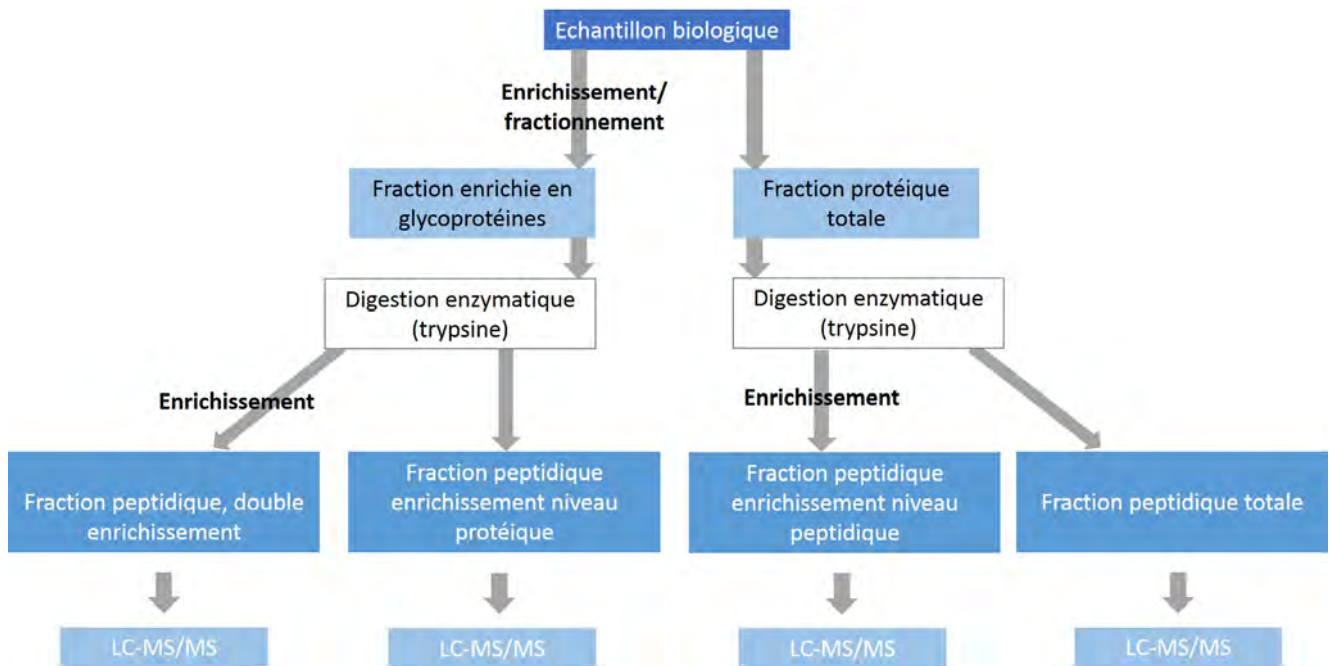 Echantillon biologique
Enrichissement/
fractionnement
Fraction enrichie en
glycoprotéines
Fraction protéique
totale
Digestion enzymatique
(trypsine)
Digestion enzymatique
(trypsine)
Enrichissement
Enrichissement
Fraction peptidique, double
enrichissement
Fraction peptidique
enrichissement niveau
protéique
Fraction peptidique
enrichissement niveau
peptidique
Fraction peptidique totale
LC-MS/MS
LC-MS/MS
LC-MS/MS
LC-MS/MS